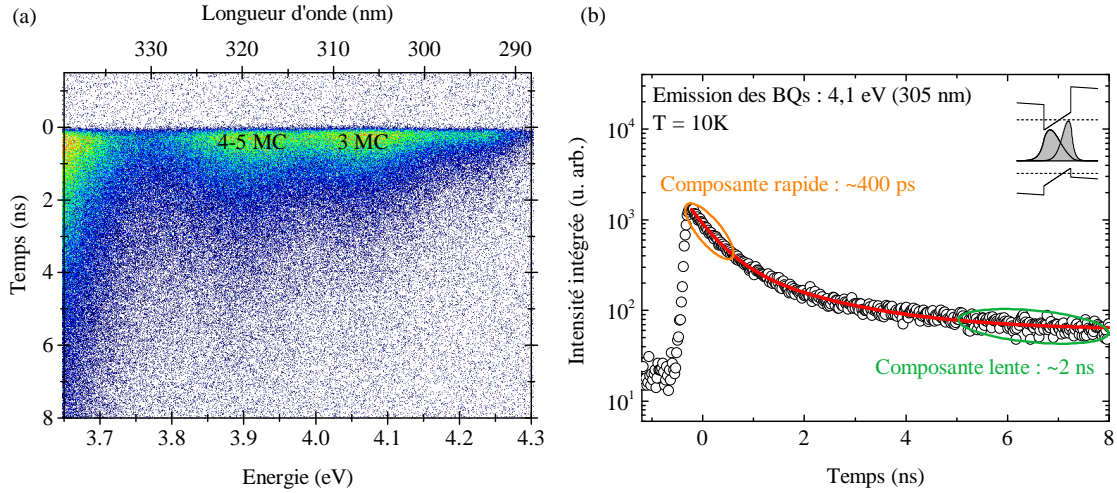 (a)
Longueur d'onde (nm)
330 320 310 300 290
0
2
4
6
8
Temps (ns)
4-5 MC
3 MC
3.7 3.8 3.9 4.0 4.1 4.2 4.3
Energie (eV)
(b)
Emission des BQs : 4,1 eV (305 nm)
T = 10K
Composante rapide : ~400 ps
Composante lente : ~2 ns
10^4
10^3
10^2
10^1
Intensité intégrée (u. arb.)
0 2 4 6 8
Temps (ns)